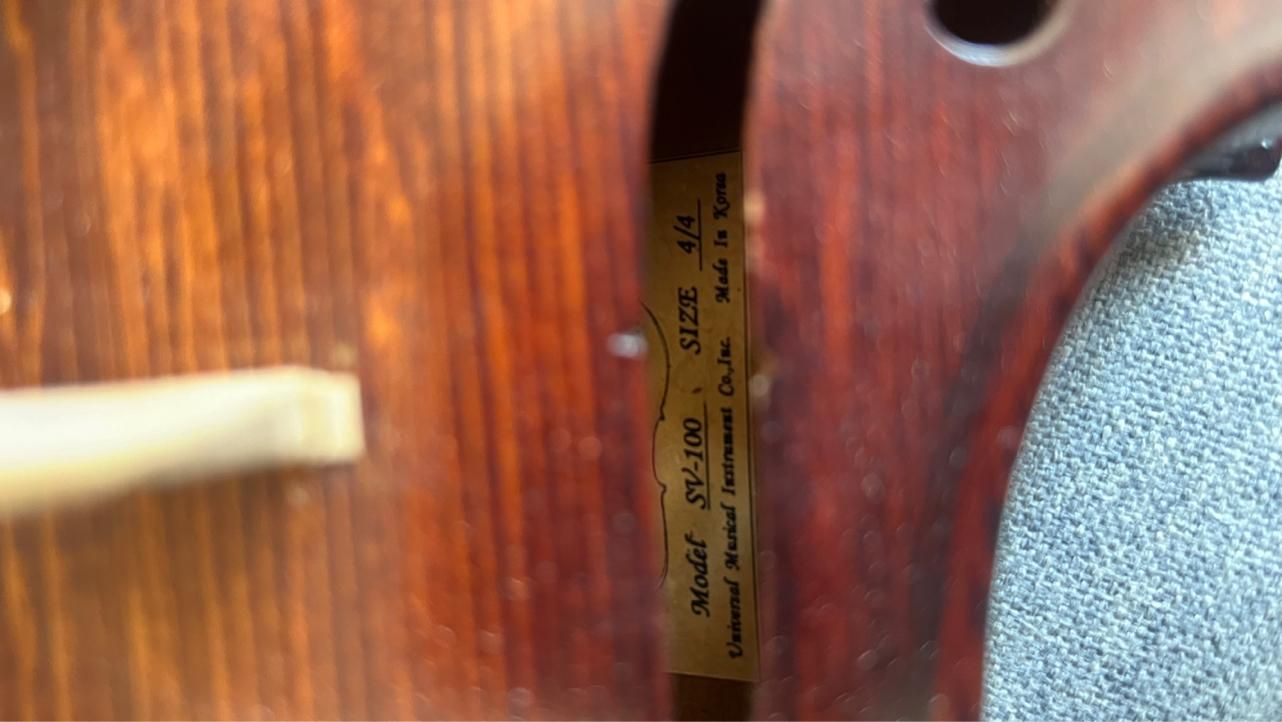 Model SV-100 SIZE 4/4
Universal Musical Instrument Co.,Inc. Made In Korea